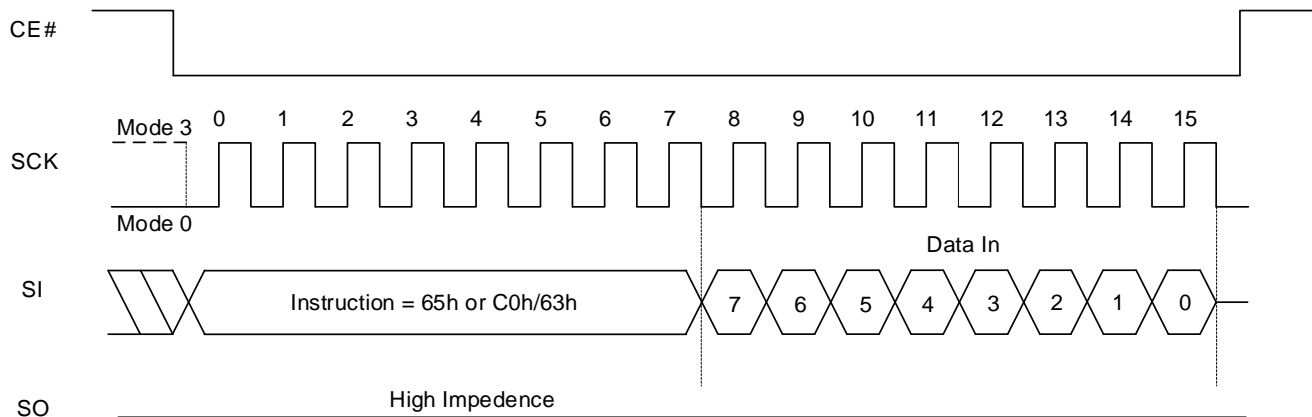 CE#
Mode 3
0 1 2 3 4 5 6 7 8 9 10 11 12 13 14 15
SCK
Mode 0
Data In
SI
Instruction = 65h or C0h/63h
7 6 5 4 3 2 1 0
High Impedence
SO